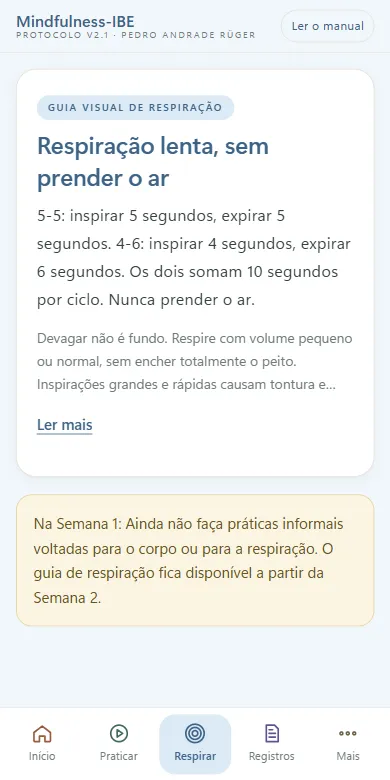 Mindfulness-IBE
PROTOCOLO V2.1 · PEDRO ANDRADE RÜGER
Ler o manual
GUIA VISUAL DE RESPIRAÇÃO
Respiração lenta, sem
prender o ar
5-5: inspirar 5 segundos, expirar 5
segundos. 4-6: inspirar 4 segundos, expirar
6 segundos. Os dois somam 10 segundos
por ciclo. Nunca prender o ar.
Devagar não é fundo. Respire com volume pequeno
ou normal, sem encher totalmente o peito.
Inspirações grandes e rápidas causam tontura e...
Ler mais
Na Semana 1: Ainda não faça práticas informais
voltadas para o corpo ou para a respiração. O
guia de respiração fica disponível a partir da
Semana 2.
Início
Praticar
Respirar
Registros
Mais